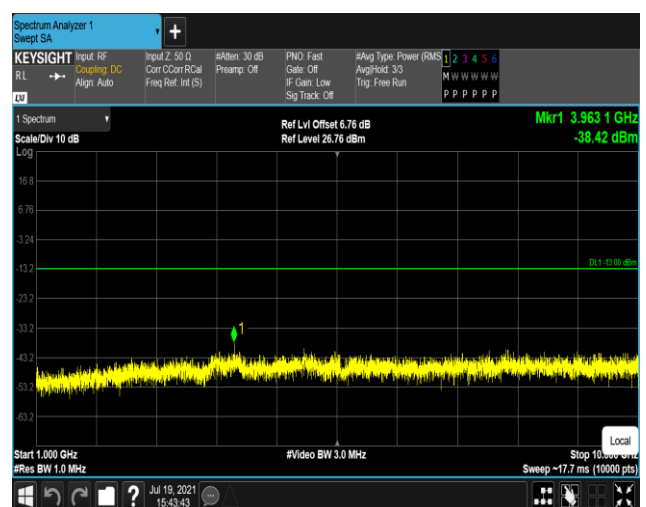 Spectrum Analyzer 1
Swept SA
+
KEYSIGHT
RL
LXI
Input: RF
Coupling: DC
Align: Auto
Input Z: 50 Ω
Corr CCorr RCal
Freq Ref: Int (S)
#Atten: 30 dB
Preamp: Off
PNO: Fast
Gate: Off
IF Gain: Low
Sig Track: Off
#Avg Type: Power (RMS
Avg|Hold: 3/3
Trig: Free Run
1 2 3 4 5 6
M W W W W W
P P P P P P
1 Spectrum
Scale/Div 10 dB
Log
Ref Lvl Offset 6.76 dB
Ref Level 26.76 dBm
Mkr1 3.963 1 GHz
-38.42 dBm
16.8
6.76
-3.24
-13.2
DL1 -13.00 dBm
-23.2
-33.2
1
-43.2
-53.2
-63.2
Local
Start 1.000 GHz
#Video BW 3.0 MHz
Stop 10.000 GHz
#Res BW 1.0 MHz
Sweep ~17.7 ms (10000 pts)
?
Jul 19, 2021
15:43:43